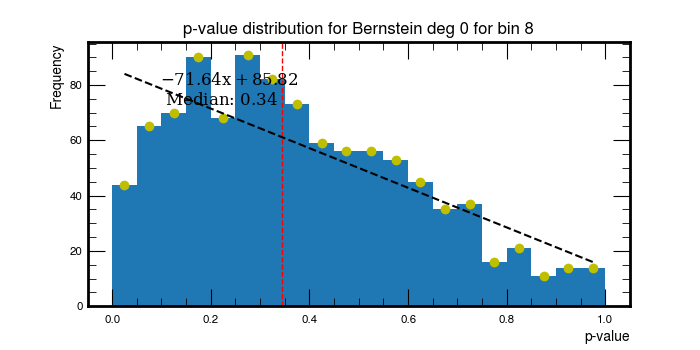 p-value distribution for Bernstein deg 0 for bin 8
Frequency
80
60
40
20
0
−71.64x + 85.82
Median: 0.34
0.0 0.2 0.4 0.6 0.8 1.0
p-value